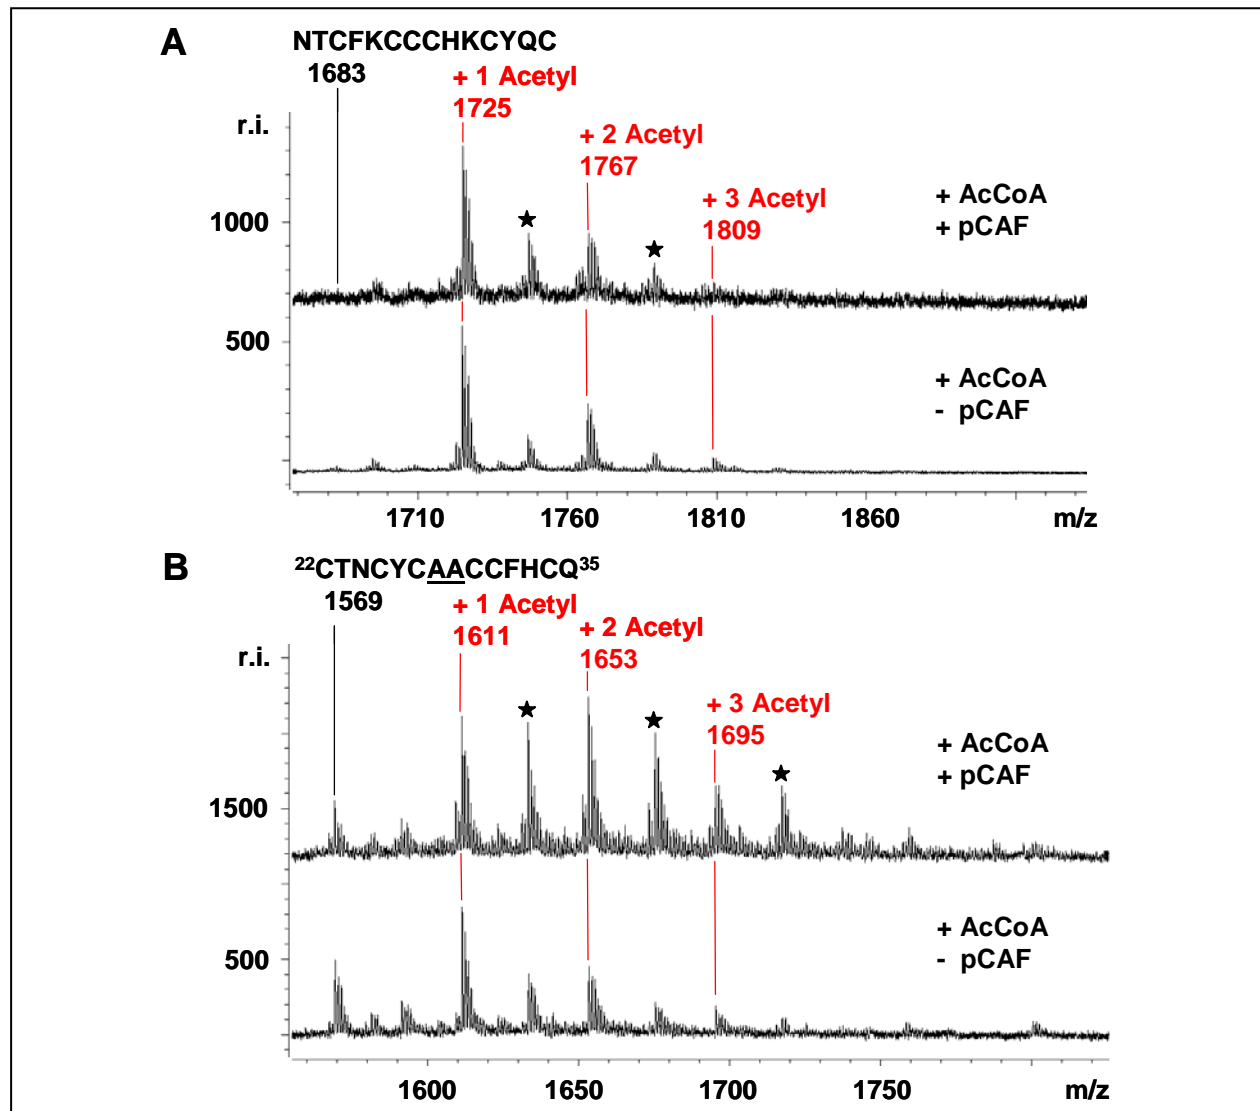 A
NTCFKCCCHKCYQC
1683
+ 1 Acetyl
1725
+ 2 Acetyl
1767
+ 3 Acetyl
1809
r.i.
1000
500
+ AcCoA
+ pCAF
+ AcCoA
- pCAF
1710 1760 1810 1860 m/z
B
²²CTNCYCAACCFHCQ³⁵
1569
+ 1 Acetyl
1611
+ 2 Acetyl
1653
+ 3 Acetyl
1695
r.i.
1500
500
+ AcCoA
+ pCAF
+ AcCoA
- pCAF
1600 1650 1700 1750 m/z